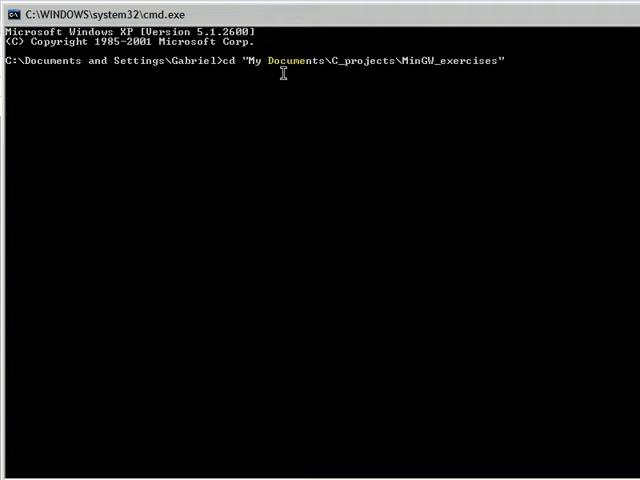 C:\WINDOWS\system32\cmd.exe
Microsoft Windows XP [Version 5.1.2600]
(C) Copyright 1985-2001 Microsoft Corp.
C:\Documents and Settings\Gabriel>cd "My Documents\C_projects\MinGW_exercises"